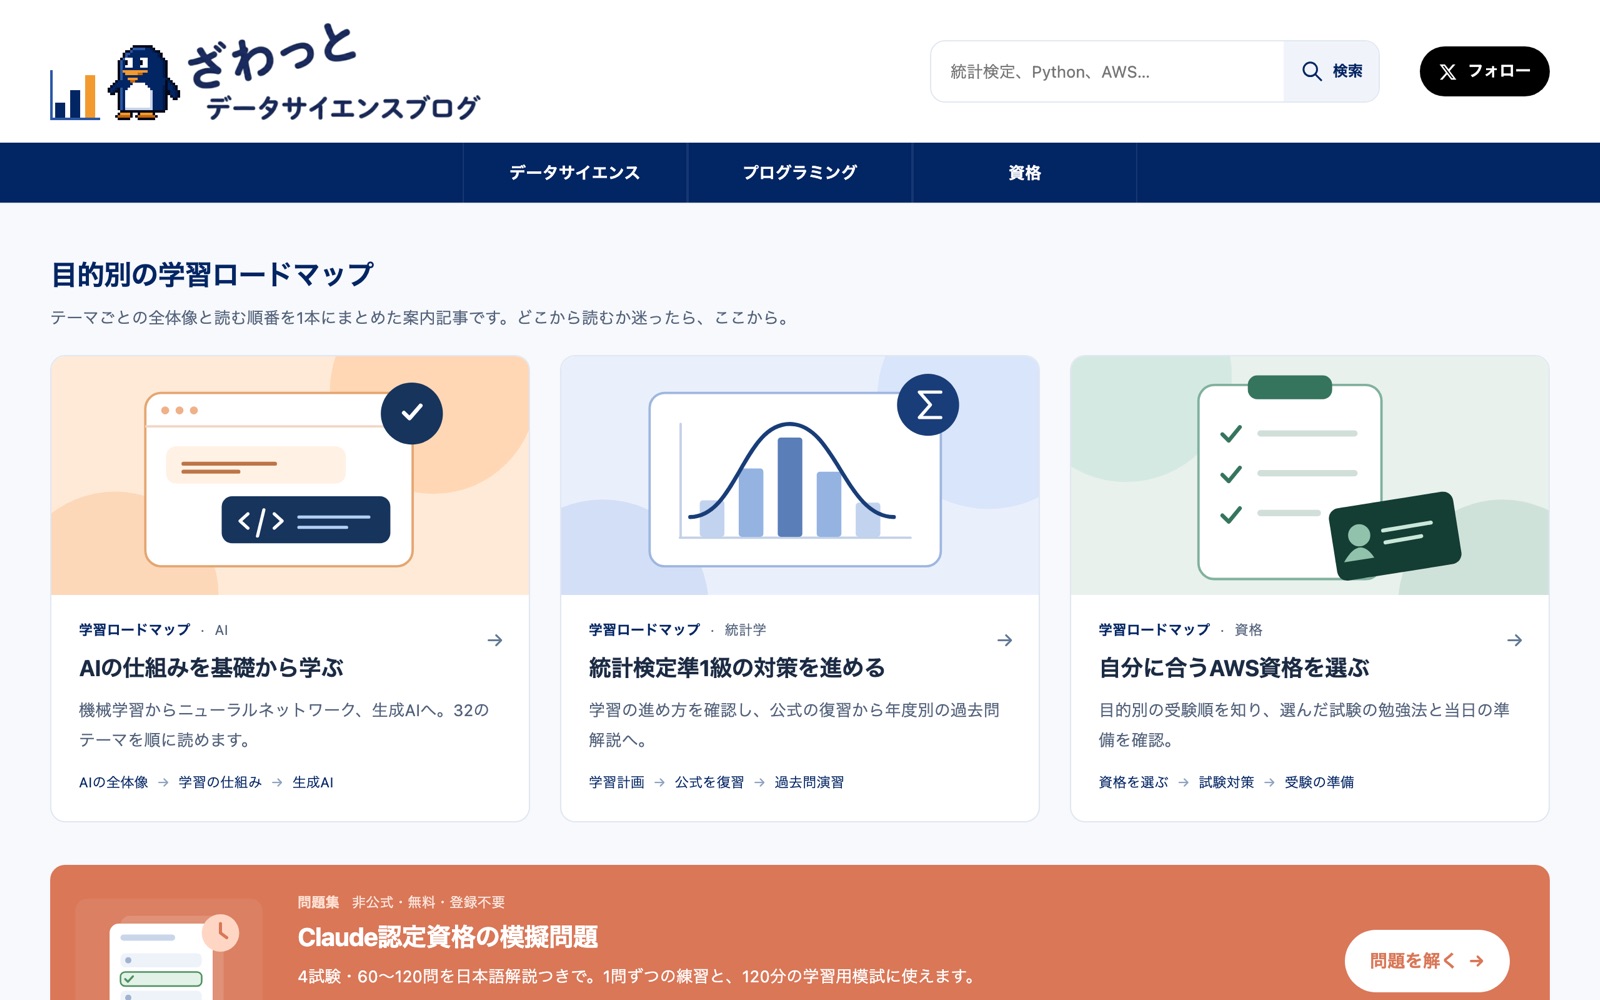 ざわっと
データサイエンスブログ
統計検定、Python、AWS...
検索
フォロー
データサイエンス
プログラミング
資格
目的別の学習ロードマップ
テーマごとの全体像と読む順番を1本にまとめた案内記事です。どこから読むか迷ったら、ここから。
学習ロードマップ · AI
AIの仕組みを基礎から学ぶ
機械学習からニューラルネットワーク、生成AIへ。32の
テーマを順に読めます。
AIの全体像 → 学習の仕組み → 生成AI
Σ
学習ロードマップ · 統計学
統計検定準1級の対策を進める
学習の進め方を確認し、公式の復習から年度別の過去問
解説へ。
学習計画 → 公式を復習 → 過去問演習
学習ロードマップ · 資格
自分に合うAWS資格を選ぶ
目的別の受験順を知り、選んだ試験の勉強法と当日の準
備を確認。
資格を選ぶ → 試験対策 → 受験の準備
問題集 非公式・無料・登録不要
Claude認定資格の模擬問題
4試験・60〜120問を日本語解説つきで。1問ずつの練習と、120分の学習用模試に使えます。
問題を解く →